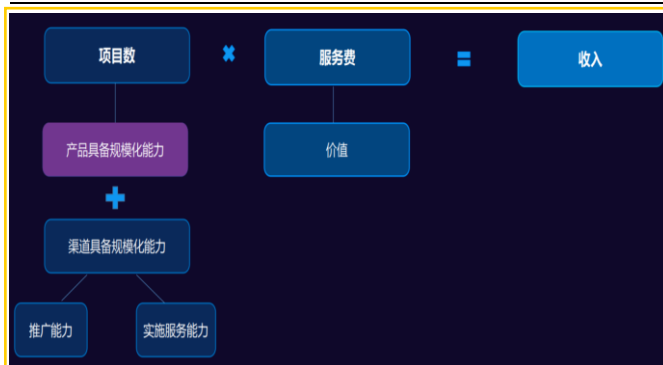 项目数
服务费
收入
产品具备规模化能力
价值
渠道具备规模化能力
推广能力
实施服务能力